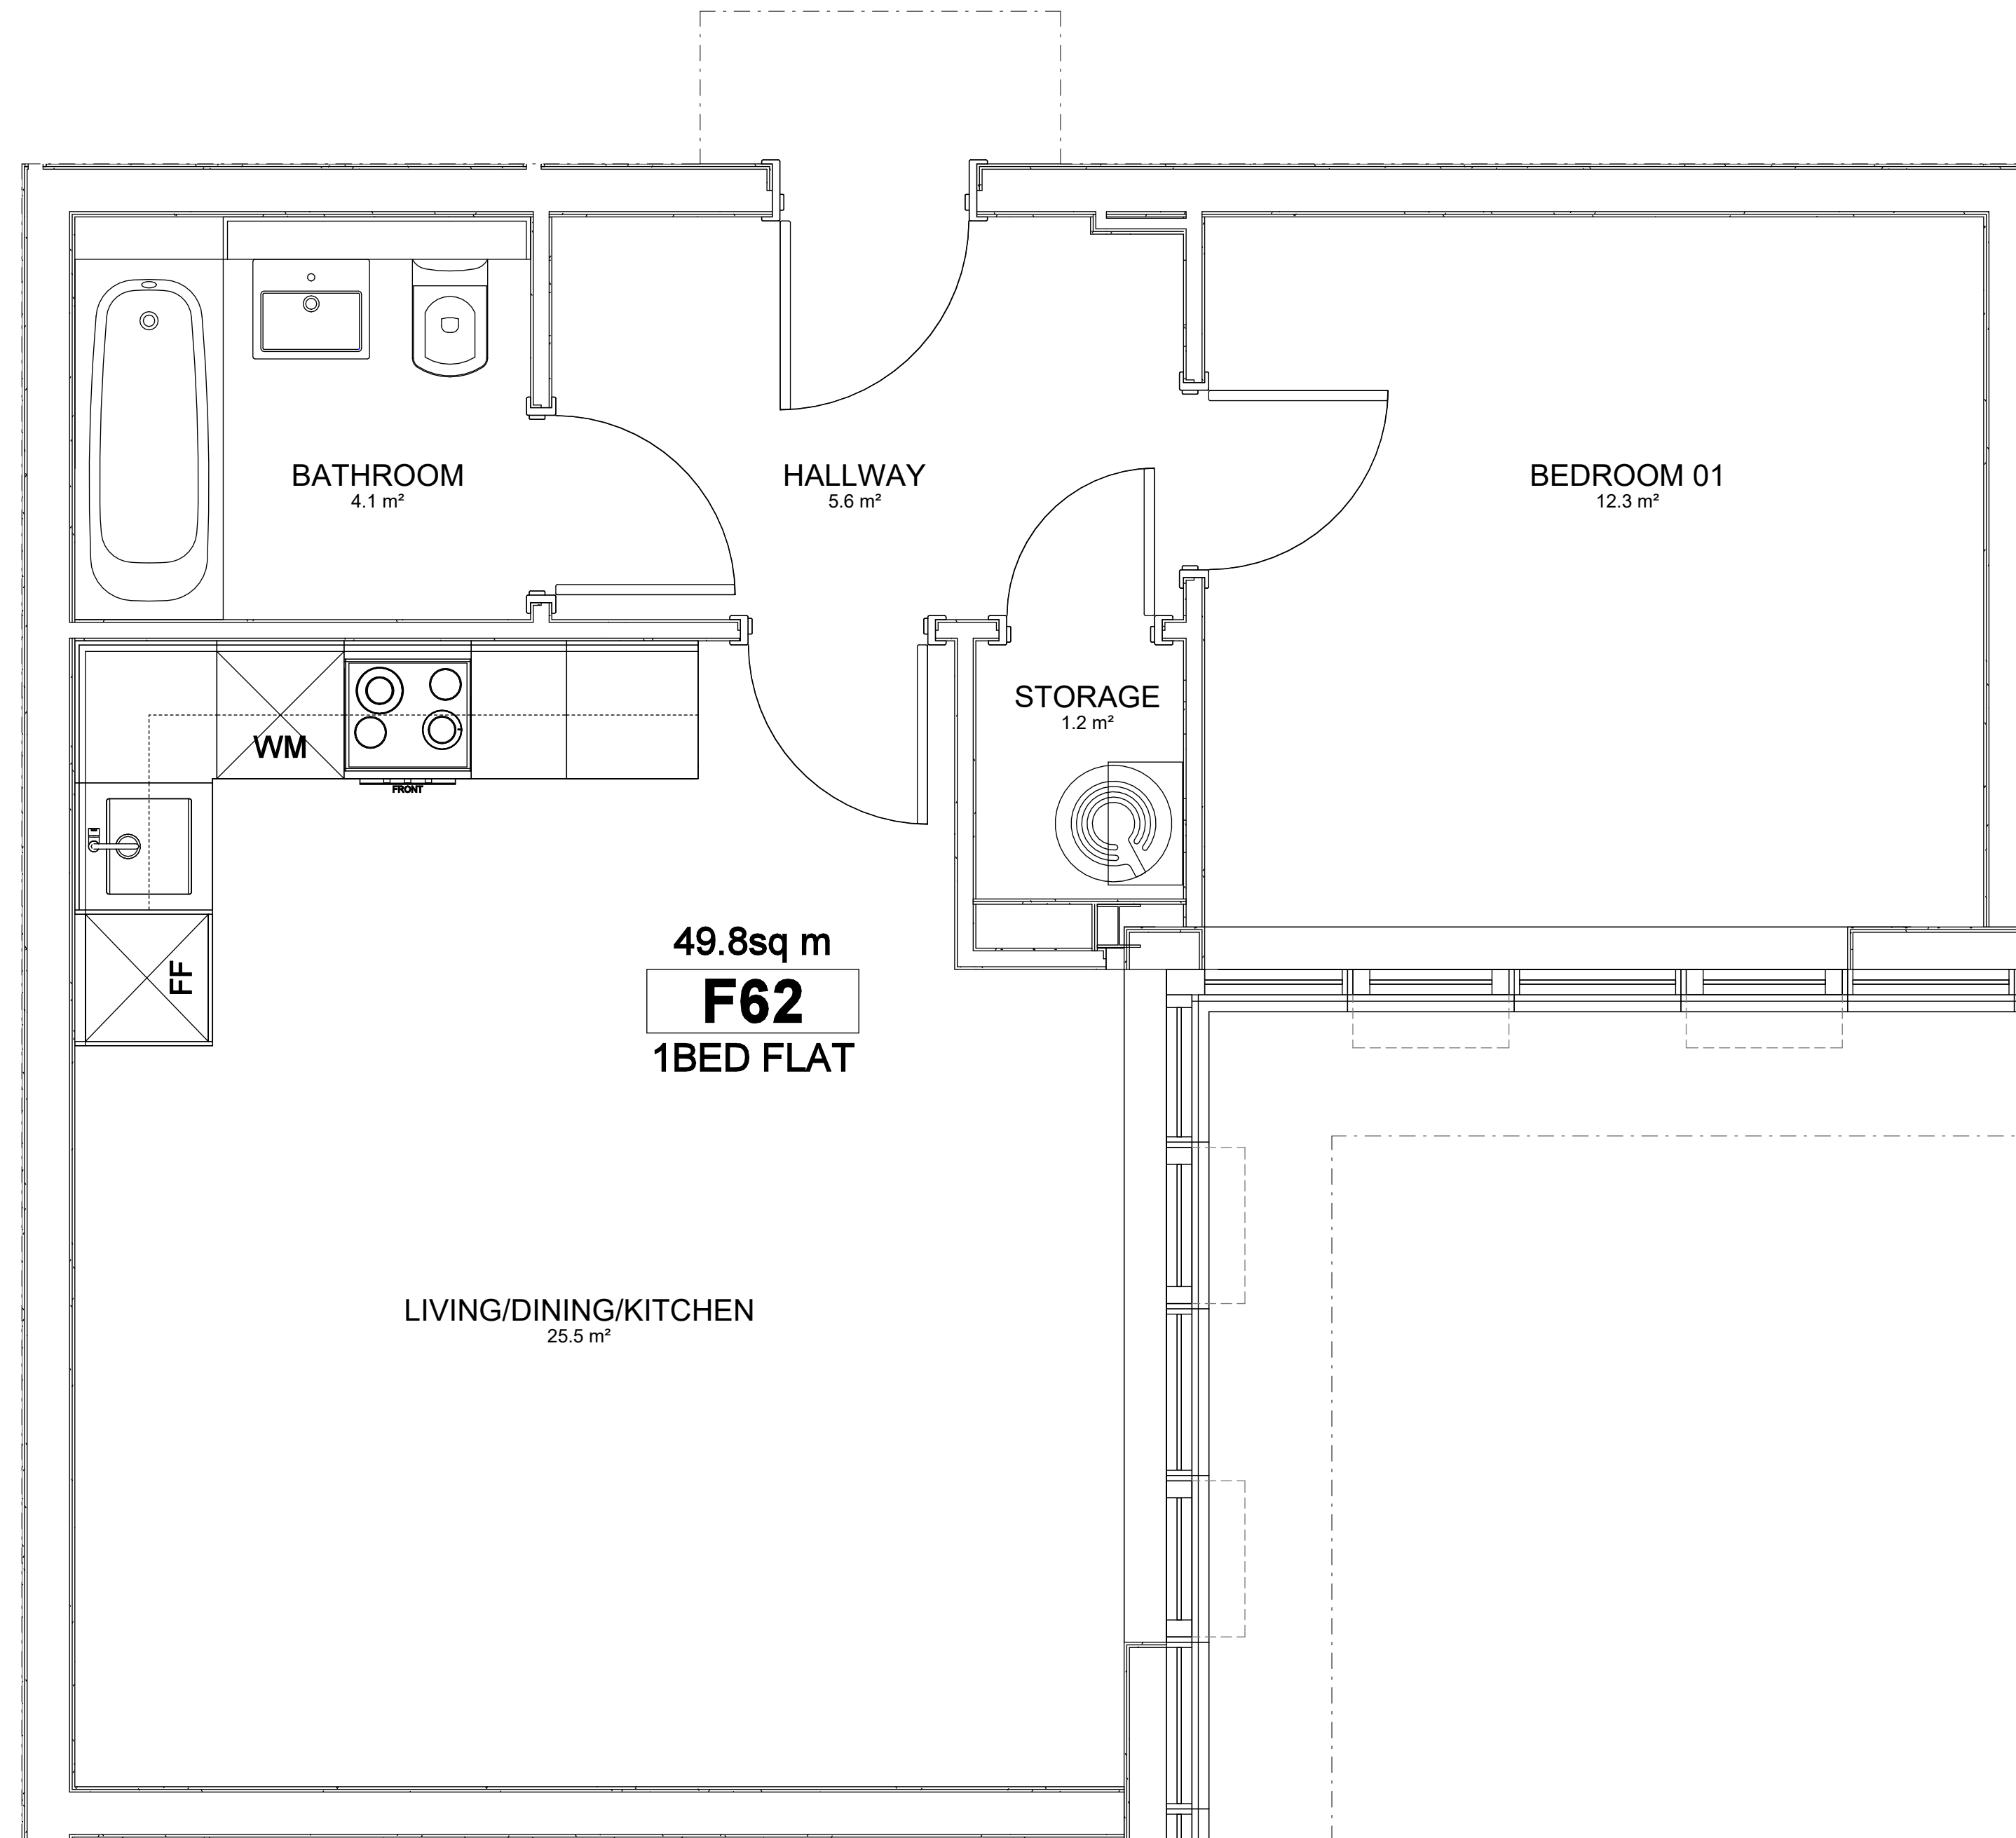 BATHROOM
4.1 m²
HALLWAY
5.6 m²
BEDROOM 01
12.3 m²
STORAGE
1.2 m²
WM
FRONT
FF
49.8sq m
F62
1BED FLAT
LIVING/DINING/KITCHEN
25.5 m²